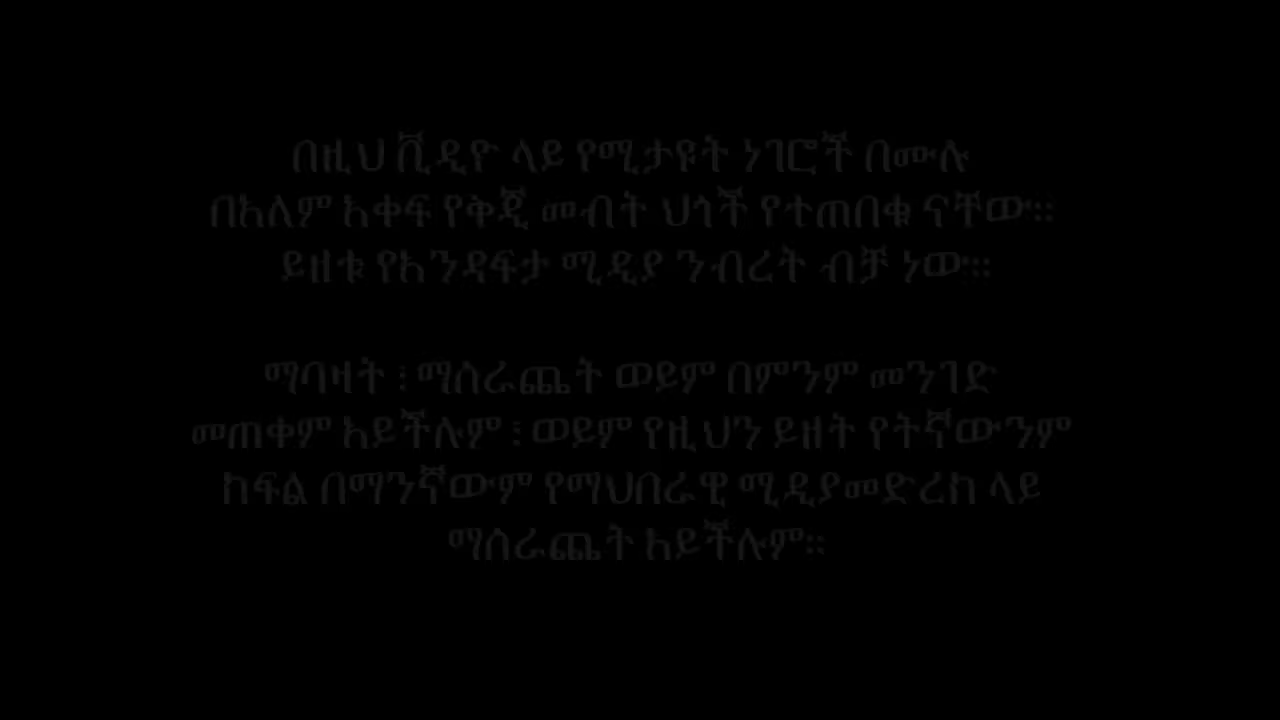 በዚህ ቪዲዮ ላይ የሚታዩት ነገሮች በሙሉ
በአለም አቀፍ የቅጂ መብት ህጎች የተጠበቁ ናቸው።
ይዘቱ የአንዳፍታ ሚዲያ ንብረት ብቻ ነው።
ማባዛት ፣ ማሰራጨት ወይም በምንም መንገድ
መጠቀም አይችሉም ፣ ወይም የዚህን ይዘት የትኛውንም
ክፍል በማንኛውም የማህበራዊ ሚዲያመድረክ ላይ
ማሰራጨት አይችሉም።